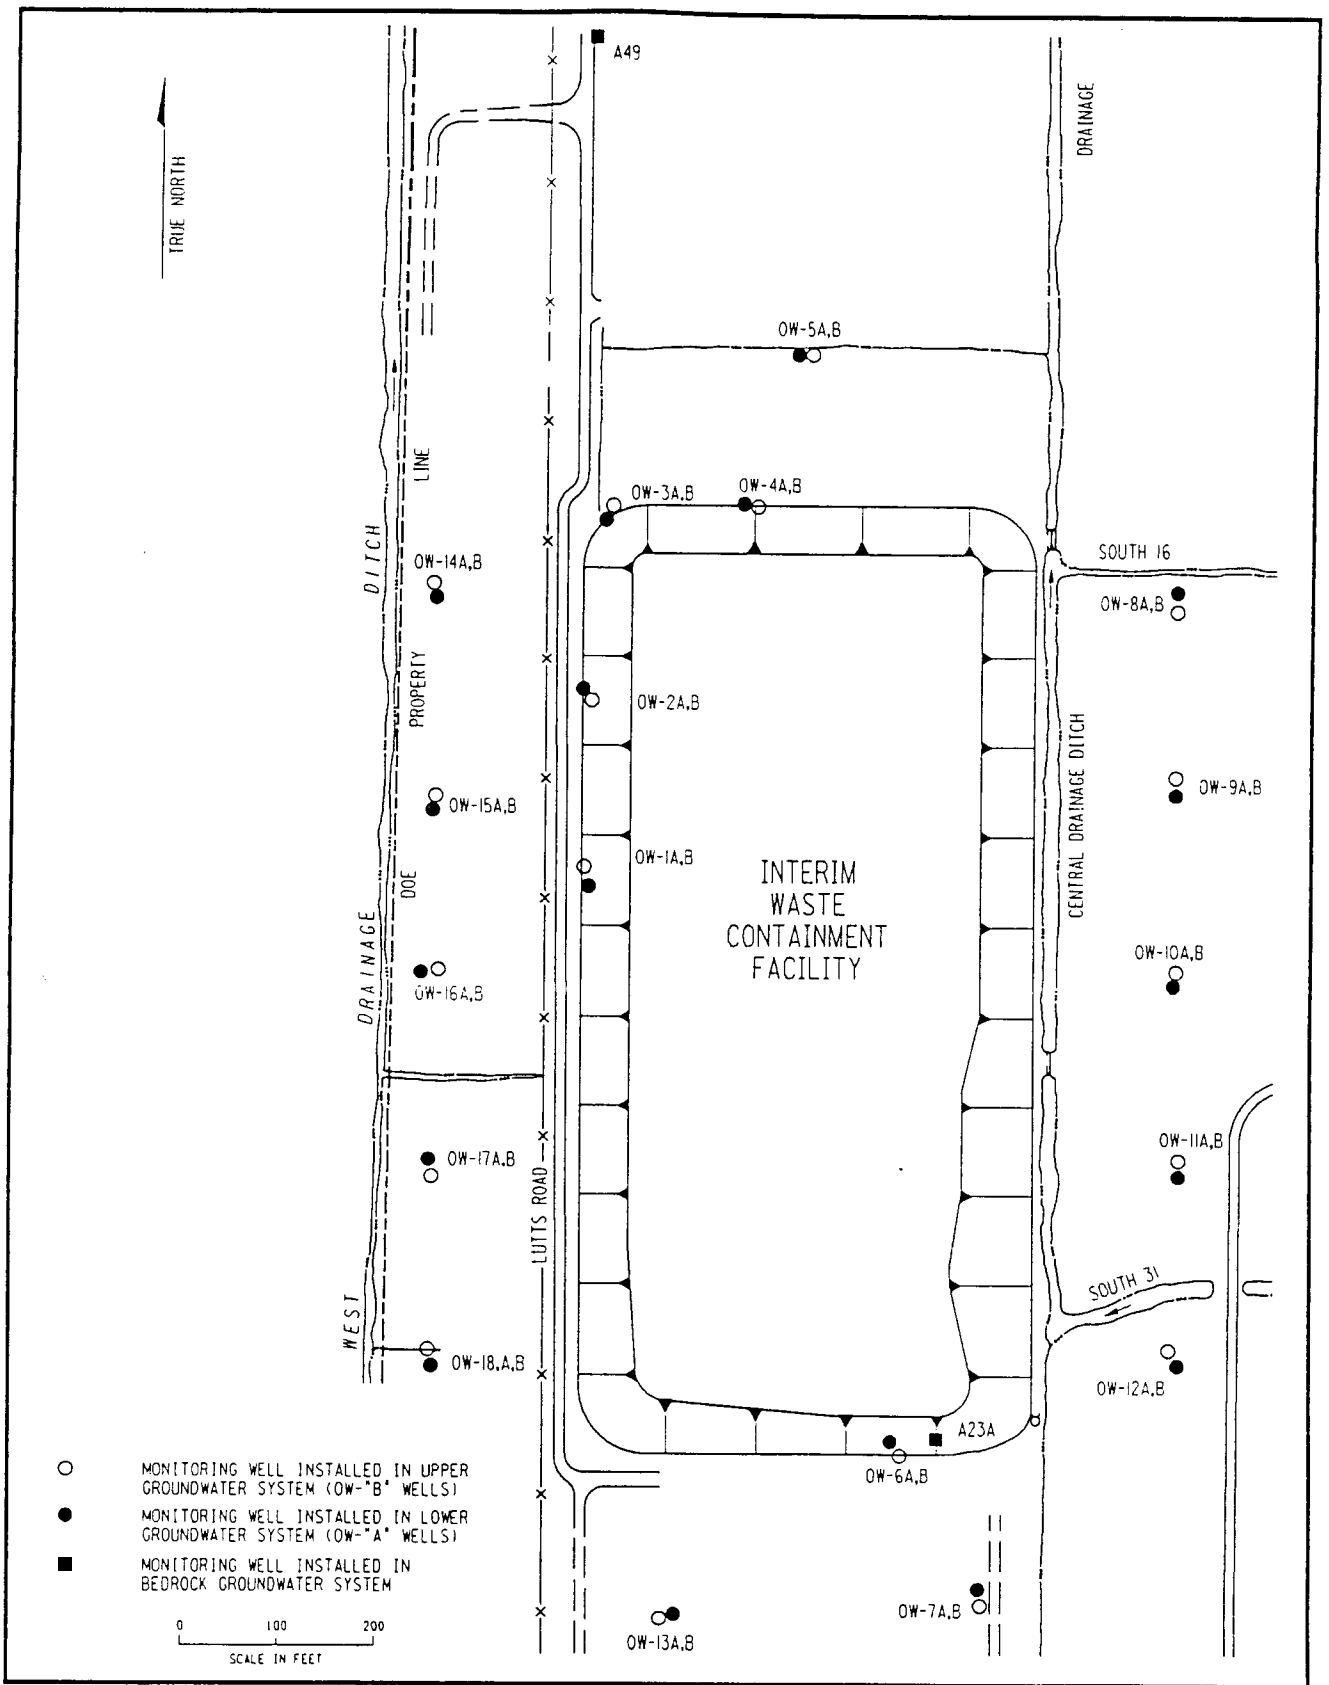 A49
TRUE NORTH
DRAINAGE
OW-5A,B
LINE
OW-3A,B
OW-4A,B
DITCH
OW-14A,B
SOUTH 16
OW-8A,B
PROPERTY
OW-2A,B
CENTRAL DRAINAGE DITCH
OW-9A,B
OW-15A,B
OW-1A,B
DOE
INTERIM
WASTE
CONTAINMENT
FACILITY
DRAINAGE
OW-10A,B
OW-16A,B
OW-11A,B
OW-17A,B
LUTTS ROAD
SOUTH 31
WEST
OW-18,A,B
OW-12A,B
A23A
OW-6A,B
MONITORING WELL INSTALLED IN UPPER
GROUNDWATER SYSTEM (OW-"B" WELLS)
MONITORING WELL INSTALLED IN LOWER
GROUNDWATER SYSTEM (OW-"A" WELLS)
MONITORING WELL INSTALLED IN
BEDROCK GROUNDWATER SYSTEM
OW-7A,B
OW-13A,B
0 100 200
SCALE IN FEET